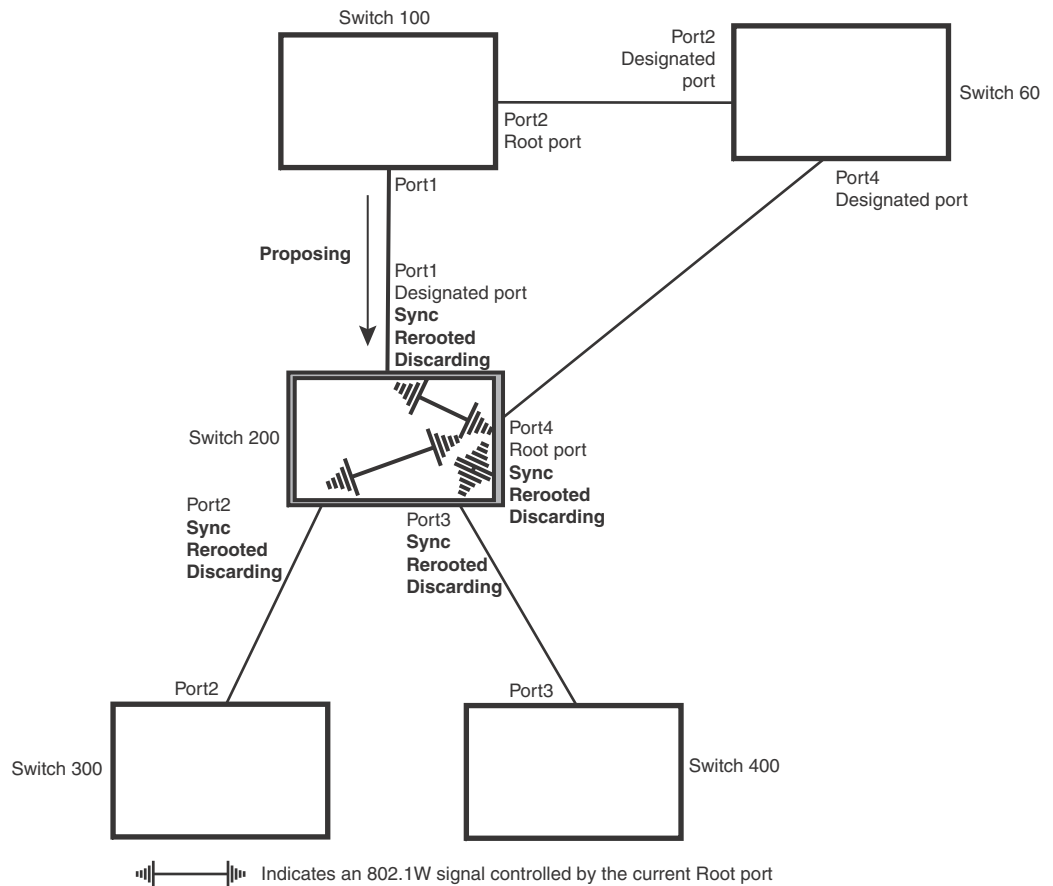 Switch 100
Port2
Designated
port
Switch 60
Port2
Root port
Port1
Port4
Designated port
Proposing
Port1
Designated port
Sync
Rerooted
Discarding
Switch 200
Port4
Root port
Sync
Rerooted
Discarding
Port2
Sync
Rerooted
Discarding
Port3
Sync
Rerooted
Discarding
Port2
Port3
Switch 300
Switch 400
Indicates an 802.1W signal controlled by the current Root port